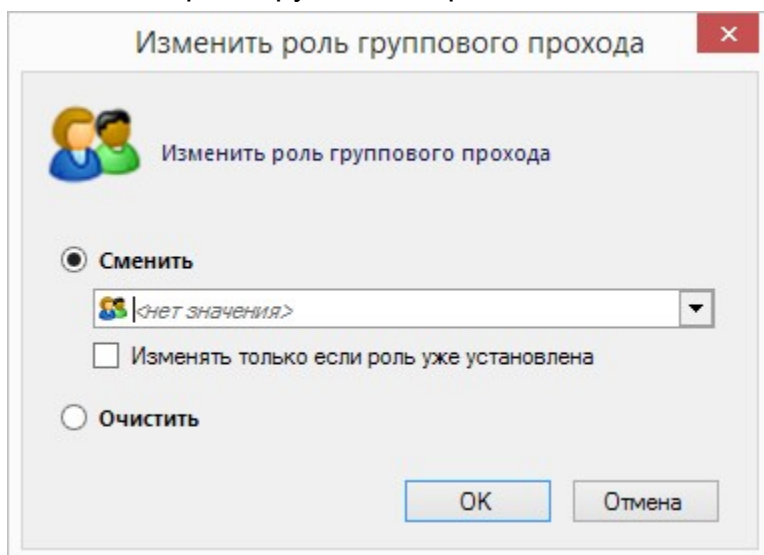 Изменить роль группового прохода
Изменить роль группового прохода
Сменить
<нет значения>
Изменять только если роль уже установлена
Очистить
OK
Отмена